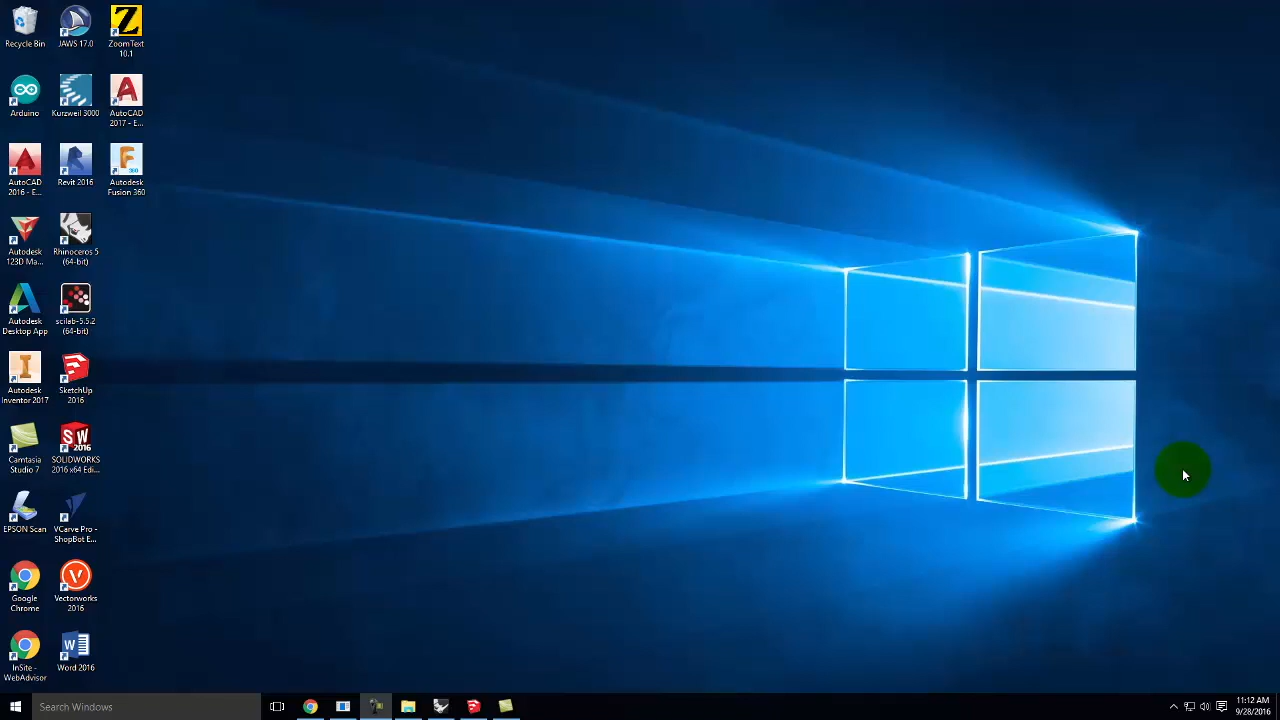 Recycle Bin
JAWS 17.0
ZoomText
10.1
Arduino
Kurzweil 3000
AutoCAD
2017 - E...
AutoCAD
2016 - E...
Revit 2016
Autodesk
Fusion 360
360
Autodesk
123D Ma...
Rhinoceros 5
(64-bit)
Autodesk
Desktop App
scilab-5.5.2
(64-bit)
Autodesk
Inventor 2017
SketchUp
2016
Camtasia
Studio 7
SW
2016
SOLIDWORKS
2016 x64 Edi...
EPSON Scan
VCarve Pro -
ShopBot E...
Google
Chrome
Vectorworks
2016
InSite -
WebAdvisor
Word 2016
Search Windows
11:12 AM
9/28/2016